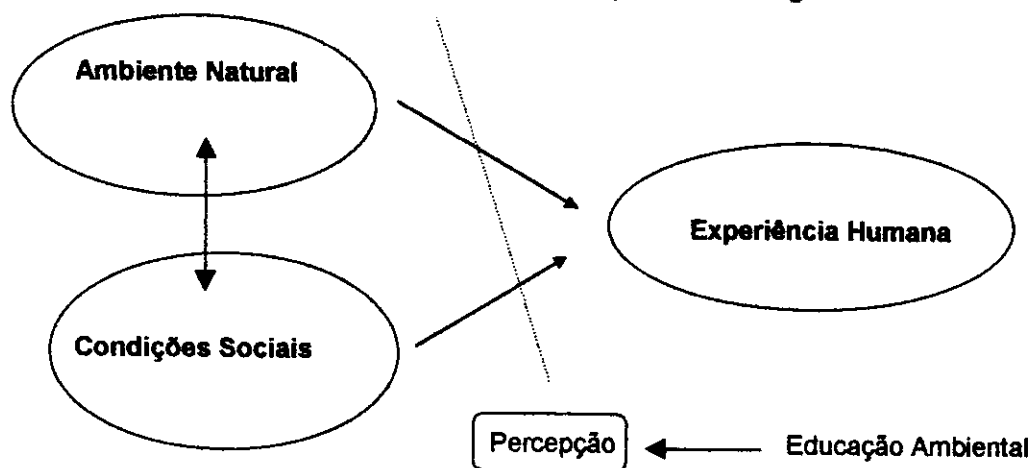 Ambiente Natural
Experiência Humana
Condições Sociais
Percepção
Educação Ambiental